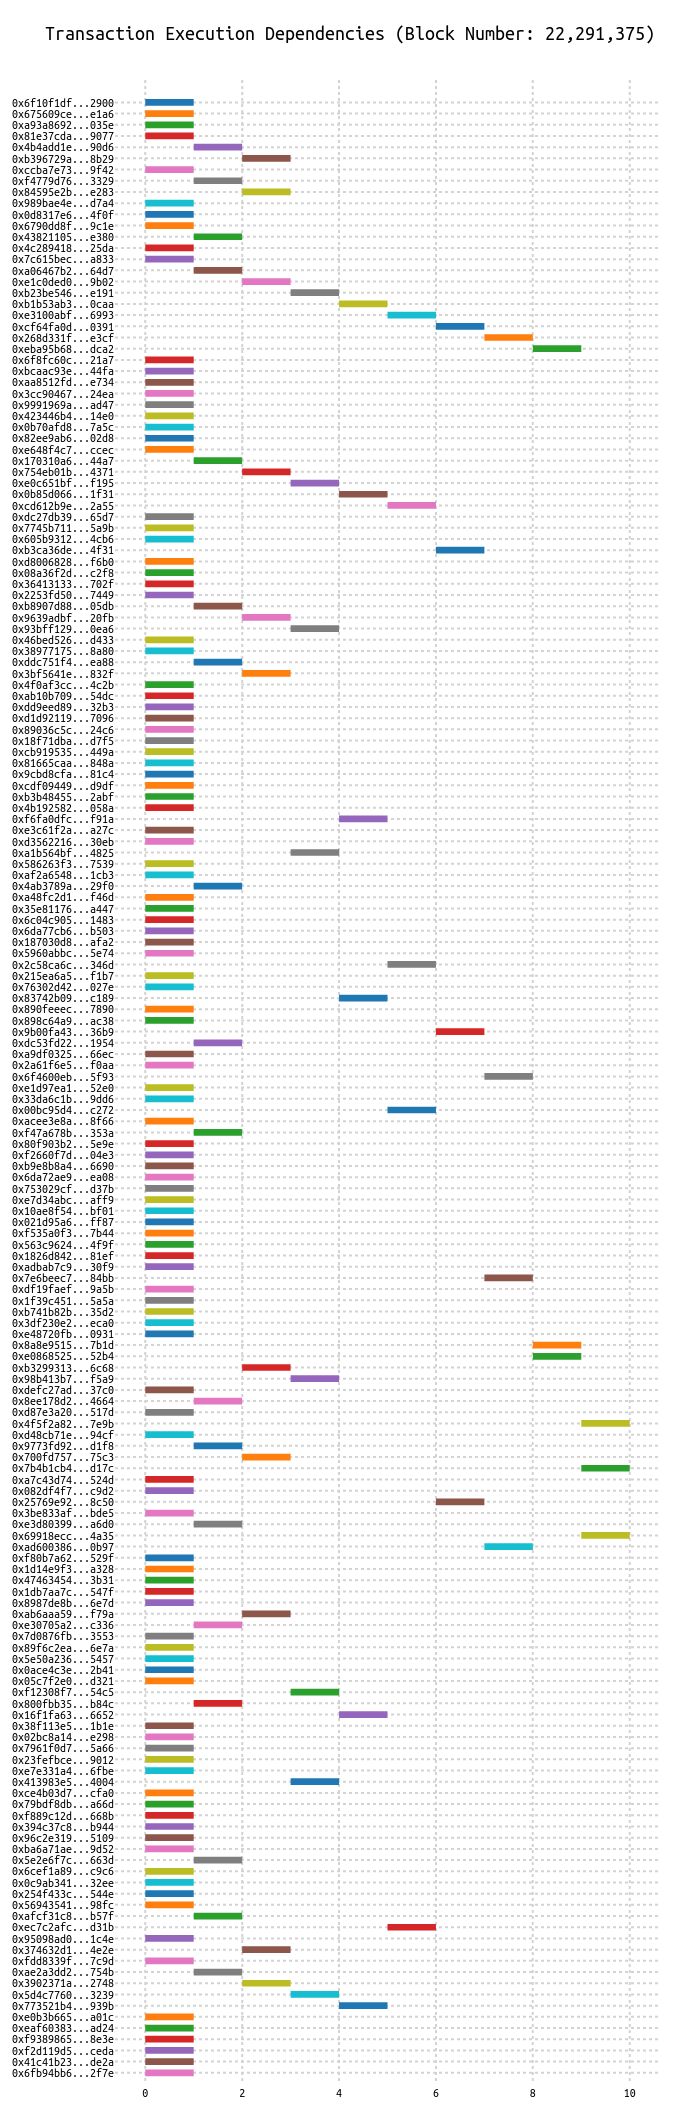 Transaction Execution Dependencies (Block Number: 22,291,375)
0x6f10f1df...2900
0x675609ce...e1a6
0xa93a8692...035e
0x81e37cda...9077
0x4b4add1e...90d6
0xb396729a...8b29
0xccba7e73...9f42
0xf4779d76...3329
0x84595e2b...e283
0x989bae4e...d7a4
0x0d8317e6...4f0f
0x6790dd8f...9c1e
0x43821105...e380
0x4c289418...25da
0x7c615bec...a833
0xa06467b2...64d7
0xe1c0ded0...9b02
0xb23be546...e191
0xb1b53ab3...0caa
0xe3100abf...6993
0xcf64fa0d...0391
0x268d331f...e3cf
0xeba95b68...dca2
0x6f8fc60c...21a7
0xbcaac93e...44fa
0xaa8512fd...e734
0x3cc90467...24ea
0x9991969a...ad47
0x423446b4...14e0
0x0b70afd8...7a5c
0x82ee9ab6...02d8
0xe648f4c7...ccec
0x170310a6...44a7
0x754eb01b...4371
0xe0c651bf...f195
0x0b85d066...1f31
0xcd612b9e...2a55
0xdc27db39...65d7
0x7745b711...5a9b
0x605b9312...4cb6
0xb3ca36de...4f31
0xd8006828...f6b0
0x08a36f2d...c2f8
0x36413133...702f
0x2253fd50...7449
0xb8907d88...05db
0x9639adbf...20fb
0x93bff129...0ea6
0x46bed526...d433
0x38977175...8a80
0xddc751f4...ea88
0x3bf5641e...832f
0x4f0af3cc...4c2b
0xab10b709...54dc
0xdd9eed89...32b3
0xd1d92119...7096
0x89036c5c...24c6
0x18f71dba...d7f5
0xcb919535...449a
0x81665caa...848a
0x9cbd8cfa...81c4
0xcdf09449...d9df
0xb3b48455...2abf
0x4b192582...058a
0xf6fa0dfc...f91a
0xe3c61f2a...a27c
0xd3562216...30eb
0xa1b564bf...4825
0x586263f3...7539
0xaf2a6548...1cb3
0x4ab3789a...29f0
0xa48fc2d1...f46d
0x35e81176...a447
0x6c04c905...1483
0x6da77cb6...b503
0x187030d8...afa2
0x5960abbc...5e74
0x2c58ca6c...346d
0x215ea6a5...f1b7
0x76302d42...027e
0x83742b09...c189
0x890feeec...7890
0x898c64a9...ac38
0x9b00fa43...36b9
0xdc53fd22...1954
0xa9df0325...66ec
0x2a61f6e5...f0aa
0x6f4600eb...5f93
0xe1d97ea1...52e0
0x33da6c1b...9dd6
0x00bc95d4...c272
0xacee3e8a...8f66
0xf47a678b...353a
0x80f903b2...5e9e
0xf2660f7d...04e3
0xb9e8b8a4...6690
0x6da72ae9...ea08
0x753029cf...d37b
0xe7d34abc...aff9
0x10ae8f54...bf01
0x021d95a6...ff87
0xf535a0f3...7b44
0x563c9624...4f9f
0x1826d842...81ef
0xadbab7c9...30f9
0x7e6beec7...84bb
0xdf19faef...9a5b
0x1f39c451...5a5a
0xb741b82b...35d2
0x3df230e2...eca0
0xe48720fb...0931
0x8a8e9515...7b1d
0xe0868525...52b4
0xb3299313...6c68
0x98b413b7...f5a9
0xdefc27ad...37c0
0x8ee178d2...4664
0xd87e3a20...517d
0x4f5f2a82...7e9b
0xd48cb71e...94cf
0x9773fd92...d1f8
0x700fd757...75c3
0x7b4b1cb4...d17c
0xa7c43d74...524d
0x082df4f7...c9d2
0x25769e92...8c50
0x3be833af...bde5
0xe3d80399...a6d0
0x69918ecc...4a35
0xad600386...0b97
0xf80b7a62...529f
0x1d14e9f3...a328
0x47463454...3b31
0x1db7aa7c...547f
0x8987de8b...6e7d
0xab6aaa59...f79a
0xe30705a2...c336
0x7d0876fb...3553
0x89f6c2ea...6e7a
0x5e50a236...5457
0x0ace4c3e...2b41
0x05c7f2e0...d321
0xf12308f7...54c5
0x800fbb35...b84c
0x16f1fa63...6652
0x38f113e5...1b1e
0x02bc8a14...e298
0x7961f0d7...5a66
0x23fefbce...9012
0xe7e331a4...6fbe
0x413983e5...4004
0xce4b03d7...cfa0
0x79bdf8db...a66d
0xf889c12d...668b
0x394c37c8...b944
0x96c2e319...5109
0xba6a71ae...9d52
0x5e2e6f7c...663d
0x6cef1a89...c9c6
0x0c9ab341...32ee
0x254f433c...544e
0x56943541...98fc
0xafcf31c8...b57f
0xec7c2afc...d31b
0x95098ad0...1c4e
0x374632d1...4e2e
0xfdd8339f...7c9d
0xae2a3dd2...754b
0x3902371a...2748
0x5d4c7760...3239
0x773521b4...939b
0xe0b3b665...a01c
0xeaf60383...ad24
0xf9389865...8e3e
0xf2d119d5...ceda
0x41c41b23...de2a
0x6fb94bb6...2f7e
0 2 4 6 8 10